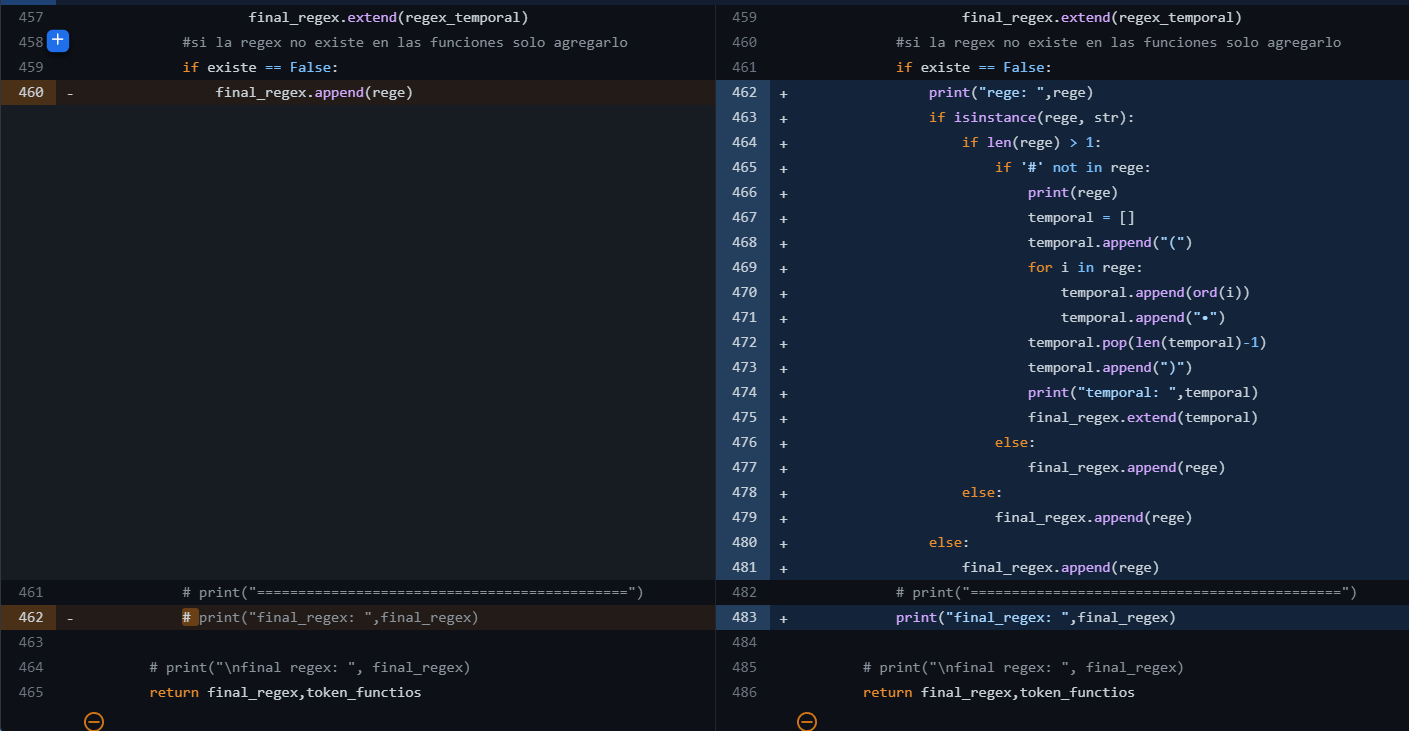 457 final_regex.extend(regex_temporal)
458 #si la regex no existe en las funciones solo agregarlo
459 if existe == False:
460 - final_regex.append(rege)
461 # print("=============================================")
462 - # print("final_regex: ",final_regex)
463
464 # print("\nfinal regex: ", final_regex)
465 return final_regex,token_functios
459 final_regex.extend(regex_temporal)
460 #si la regex no existe en las funciones solo agregarlo
461 if existe == False:
462 + print("rege: ",rege)
463 + if isinstance(rege, str):
464 + if len(rege) > 1:
465 + if '#' not in rege:
466 + print(rege)
467 + temporal = []
468 + temporal.append("(")
469 + for i in rege:
470 + temporal.append(ord(i))
471 + temporal.append("•")
472 + temporal.pop(len(temporal)-1)
473 + temporal.append(")")
474 + print("temporal: ",temporal)
475 + final_regex.extend(temporal)
476 + else:
477 + final_regex.append(rege)
478 + else:
479 + final_regex.append(rege)
480 + else:
481 + final_regex.append(rege)
482 # print("=============================================")
483 + print("final_regex: ",final_regex)
484
485 # print("\nfinal regex: ", final_regex)
486 return final_regex,token_functios